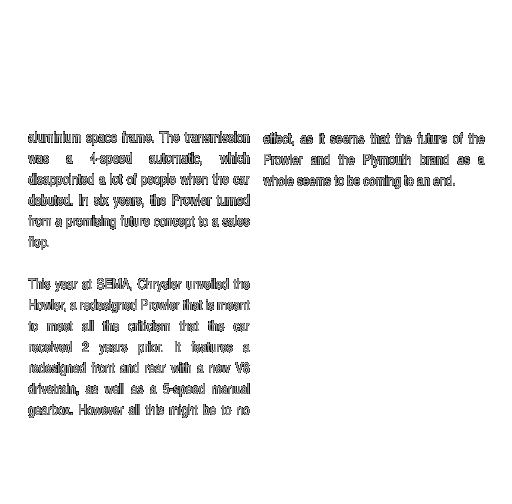 aluminium space frame. The transmission
was a 4-speed automatic, which
disappointed a lot of people when the car
debuted. In six years, the Prowler turned
from a promising future concept to a sales
flop.
This year at SEMA, Chrysler unveiled the
Howler, a redesigned Prowler that is meant
to meet all the criticism that the car
received 2 years prior. It features a
redesigned front and rear with a new V8
drivetrain, as well as a 5-speed manual
gearbox. However all this might be to no
effect, as it seems that the future of the
Prowler and the Plymouth brand as a
whole seems to be coming to an end.